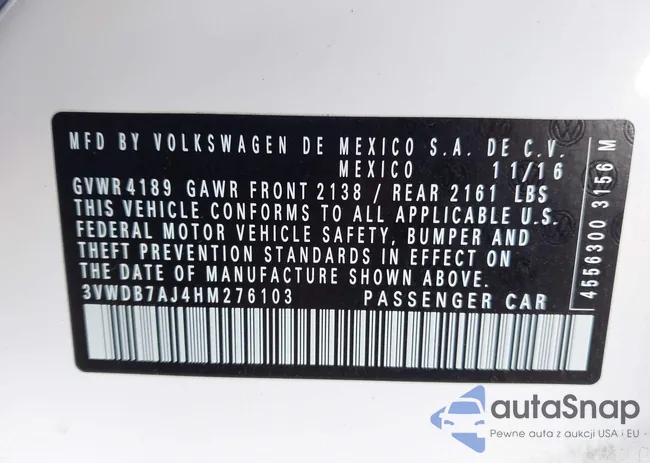 MFD BY VOLKSWAGEN DE MEXICO S.A. DE C.V.
MEXICO 11/16
GVWR 4189 GAWR FRONT 2138 / REAR 2161 LBS
THIS VEHICLE CONFORMS TO ALL APPLICABLE U.S.
FEDERAL MOTOR VEHICLE SAFETY, BUMPER AND
THEFT PREVENTION STANDARDS IN EFFECT ON
THE DATE OF MANUFACTURE SHOWN ABOVE.
3VWDB7AJ4HM276103 PASSENGER CAR
4556300 3156 M
autaSnap
Pewne auta z aukcji USA i EU